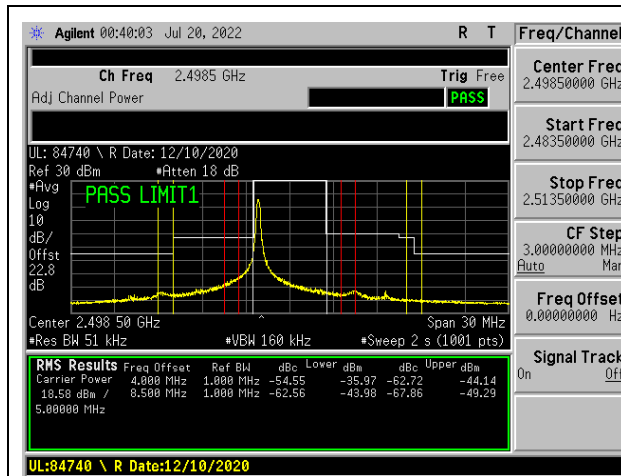 Agilent 00:40:03 Jul 20, 2022 R T
Freq/Channel
Ch Freq 2.4985 GHz Trig Free
Adj Channel Power PASS
UL: 84740 \ R Date: 12/10/2020
Ref 30 dBm #Atten 18 dB
#Avg
Log
10
dB/
Offst
22.8
dB
PASS LIMIT1
Center 2.498 50 GHz Span 30 MHz
#Res BW 51 kHz #VBW 160 kHz #Sweep 2 s (1001 pts)
RMS Results Freq Offset Ref BW dBc Lower dBm dBc Upper dBm
Carrier Power 4.000 MHz 1.000 MHz -54.55 -35.97 -62.72 -44.14
18.58 dBm / 8.500 MHz 1.000 MHz -62.56 -43.98 -67.86 -49.29
5.00000 MHz
UL:84740 \ R Date:12/10/2020
Center Freq
2.49850000 GHz
Start Freq
2.48350000 GHz
Stop Freq
2.51350000 GHz
CF Step
3.00000000 MHz
Auto Man
Freq Offset
0.00000000 Hz
Signal Track
On Off